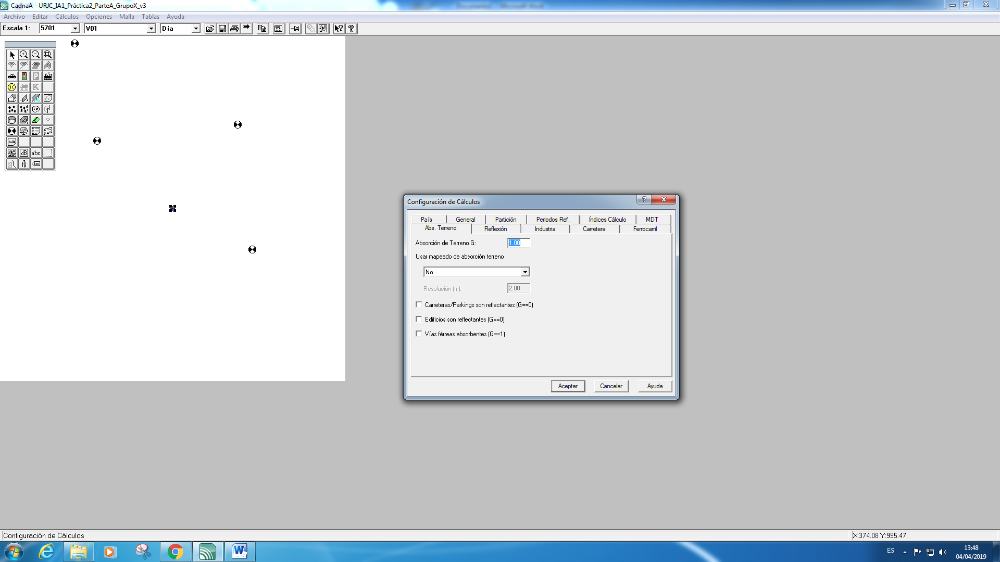 CadnaA - URJC_IA1_Práctica2_ParteA_GrupoX_v3
Archivo Editar Cálculos Opciones Malla Tablas Ayuda
Escala 1: 5701 V01 Día
P
K
G
WA
dB abc
Configuración de Cálculos
País General Partición Periodos Ref. Índices Cálculo MDT
Abs. Terreno Reflexión Industria Carretera Ferrocarril
Absorción de Terreno G: 1.00
Usar mapeado de absorción terreno
No
Resolución (m): 2.00
Carreteras/Parkings son reflectantes (G==0)
Edificios son reflectantes (G==0)
Vías férreas absorbentes (G==1)
Aceptar Cancelar Ayuda
Configuración de Cálculos X:374.08 Y:995.47
ES 13:48
04/04/2019